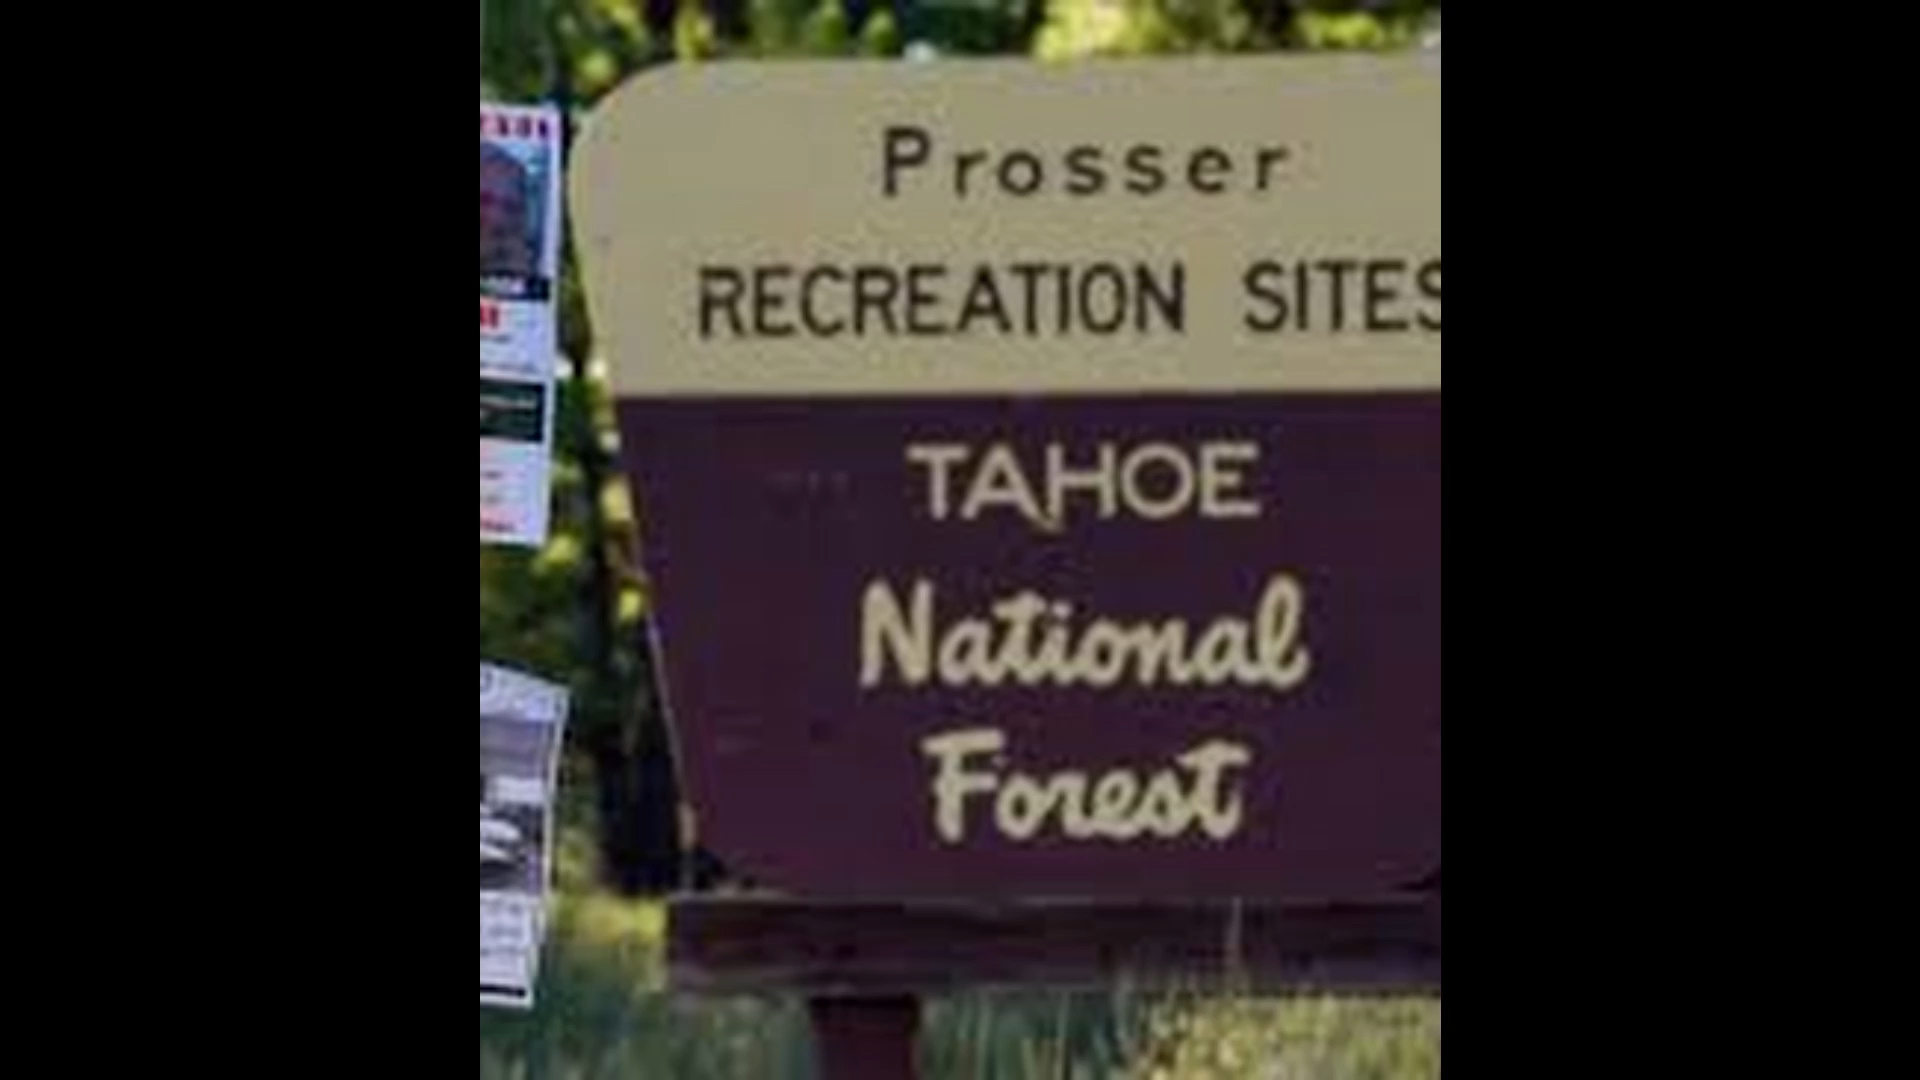 Prosser
RECREATION SITES
TAHOE
National
Forest